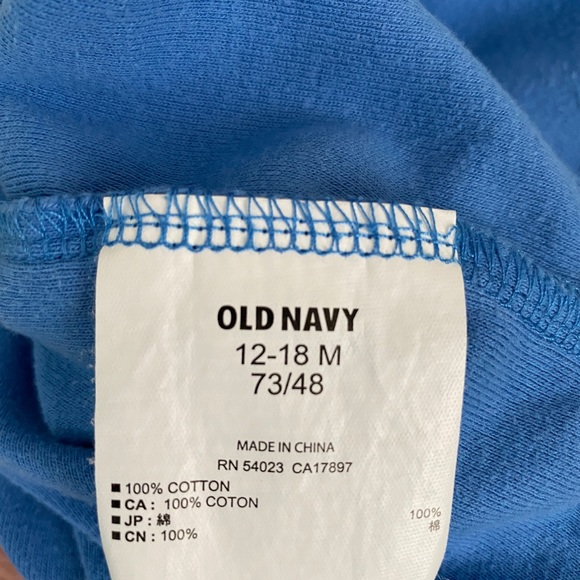 OLD NAVY
12-18 M
73/48
MADE IN CHINA
RN 54023 CA17897
■ 100% COTTON
■ CA : 100% COTON
■ JP : 綿
■ CN : 100%
100%
棉